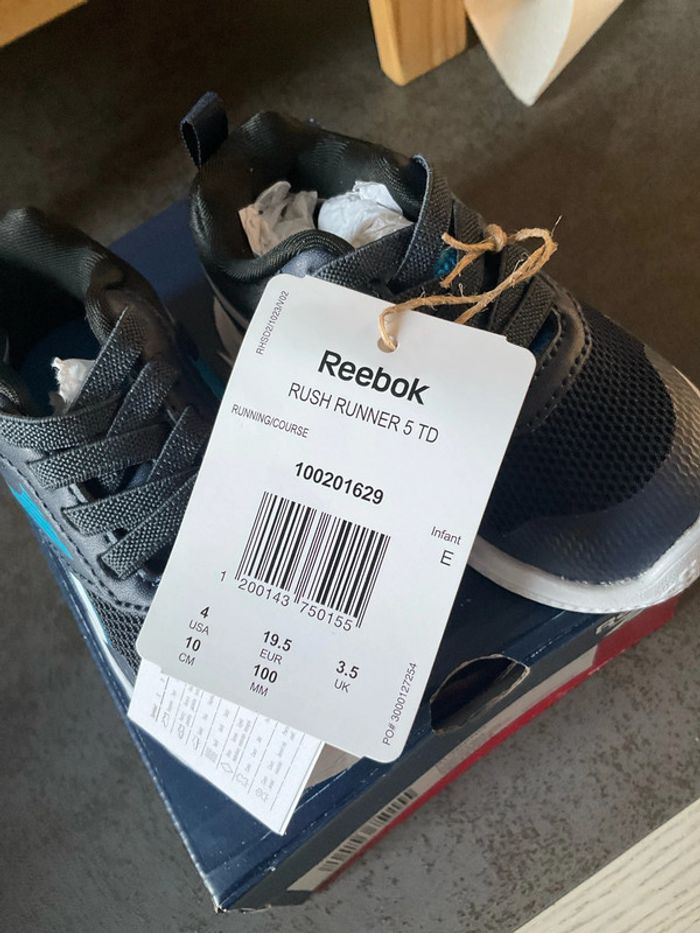 RHSD2/1023/V02
Reebok
RUSH RUNNER 5 TD
RUNNING/COURSE
100201629
Infant
E
1 200143 750155
4
USA
19.5
EUR
3.5
UK
10
CM
100
MM
PO# 3000127254